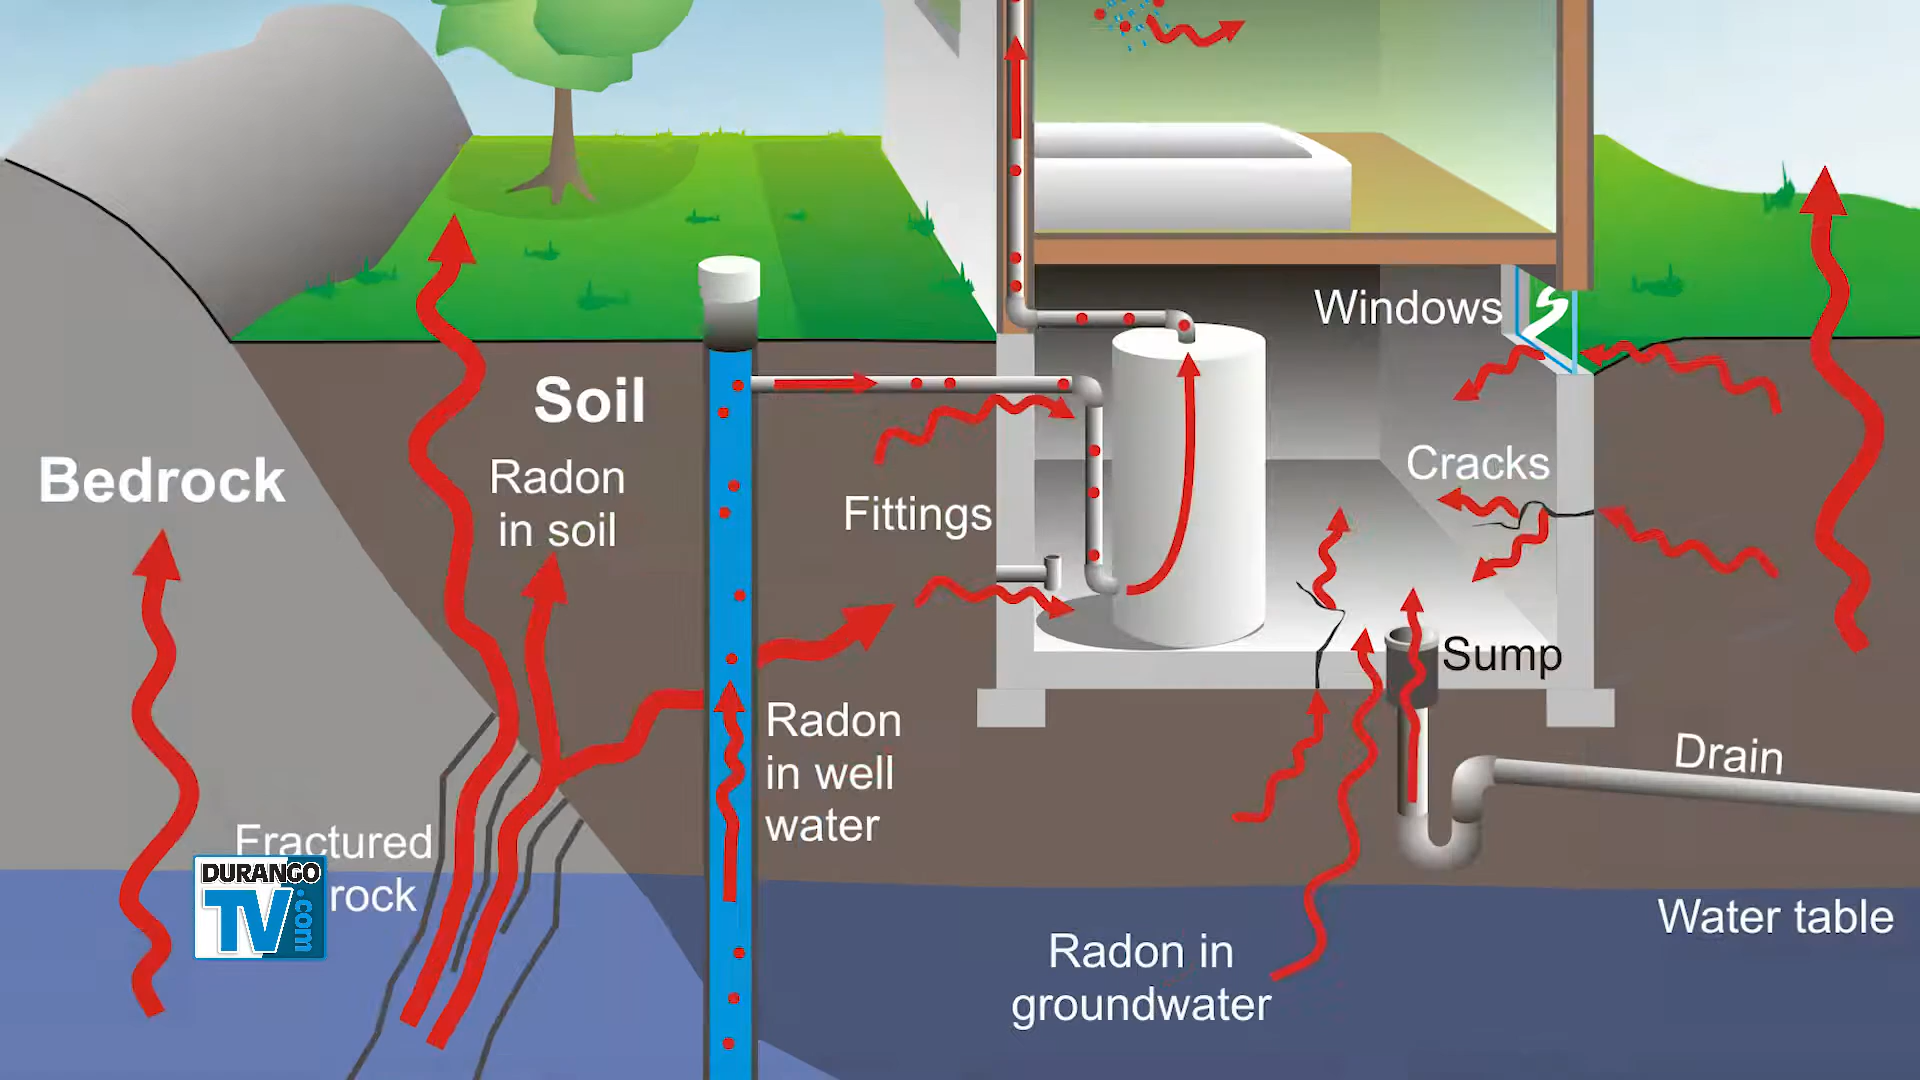 Windows
Soil
Bedrock
Radon
in soil
Cracks
Fittings
Sump
Radon
in well
water
Drain
Fractured
rock
DURANGO
TV
.com
Water table
Radon in
groundwater